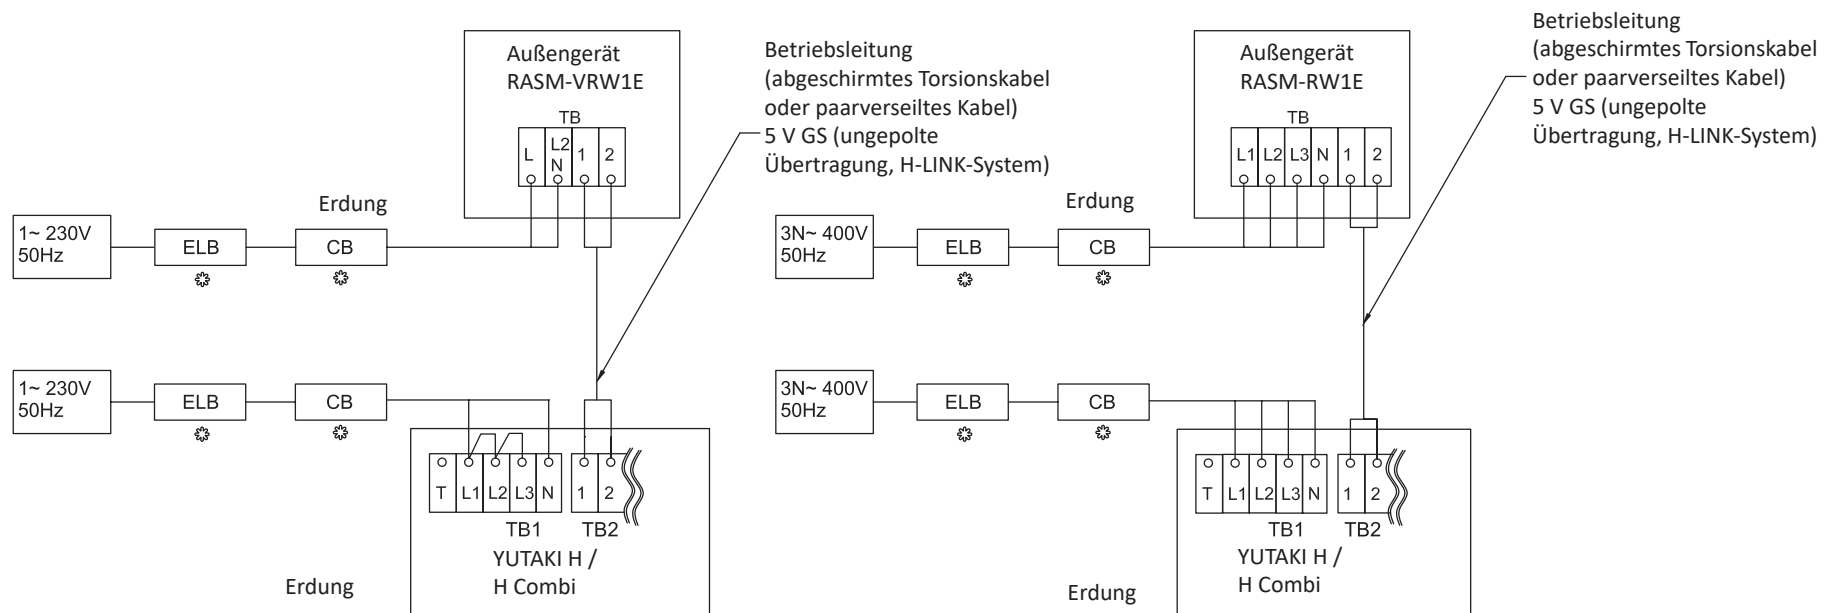 Außengerät
RASM-VRW1E
TB
L
L2
N
1
2
Betriebsleitung
(abgeschirmtes Torsionskabel
oder paarverseiltes Kabel)
5 V GS (ungepolte
Übertragung, H-LINK-System)
Erdung
1~ 230V
50Hz
ELB
CB
1~ 230V
50Hz
ELB
CB
T
L1
L2
L3
N
1
2
TB1
TB2
YUTAKI H /
H Combi
Erdung
Außengerät
RASM-RW1E
TB
L1
L2
L3
N
1
2
Betriebsleitung
(abgeschirmtes Torsionskabel
oder paarverseiltes Kabel)
5 V GS (ungepolte
Übertragung, H-LINK-System)
Erdung
3N~ 400V
50Hz
ELB
CB
3N~ 400V
50Hz
ELB
CB
T
L1
L2
L3
N
1
2
TB1
TB2
YUTAKI H /
H Combi
Erdung